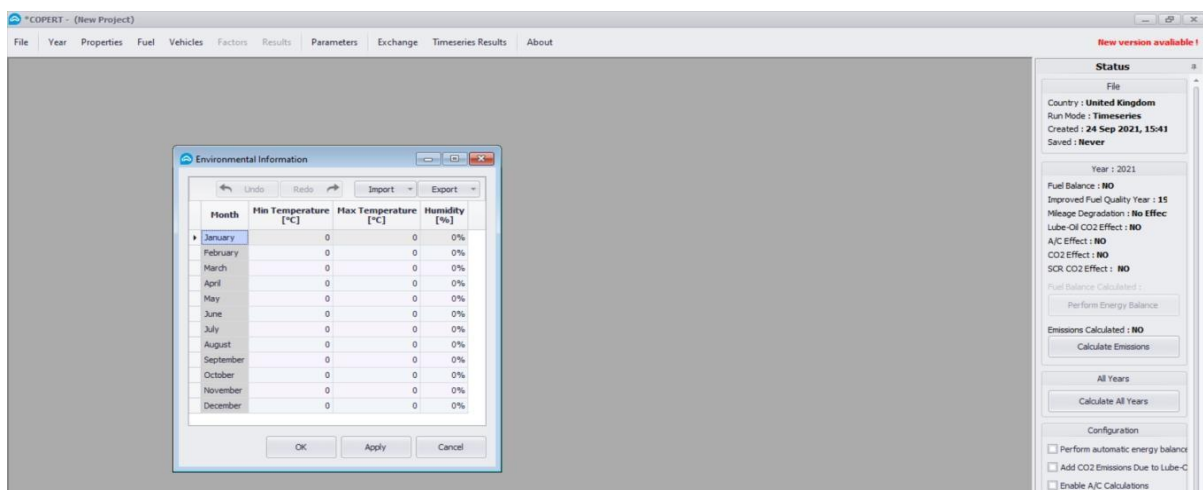 *COPERT - (New Project)
File Year Properties Fuel Vehicles Factors Results Parameters Exchange Timeseries Results About
New version avaliable !
Status
File
Country : United Kingdom
Run Mode : Timeseries
Created : 24 Sep 2021, 15:41
Saved : Never
Year : 2021
Fuel Balance : NO
Improved Fuel Quality Year : 15
Mileage Degradation : No Effec
Lube-Oil CO2 Effect : NO
A/C Effect : NO
CO2 Effect : NO
SCR CO2 Effect : NO
Fuel Balance Calculated :
Perform Energy Balance
Emissions Calculated : NO
Calculate Emissions
All Years
Calculate All Years
Configuration
Perform automatic energy balance
Add CO2 Emissions Due to Lube-O
Enable A/C Calculations
Environmental Information
Undo Redo Import Export
Month Min Temperature [°C] Max Temperature [°C] Humidity [%]
January 0 0 0%
February 0 0 0%
March 0 0 0%
April 0 0 0%
May 0 0 0%
June 0 0 0%
July 0 0 0%
August 0 0 0%
September 0 0 0%
October 0 0 0%
November 0 0 0%
December 0 0 0%
OK Apply Cancel